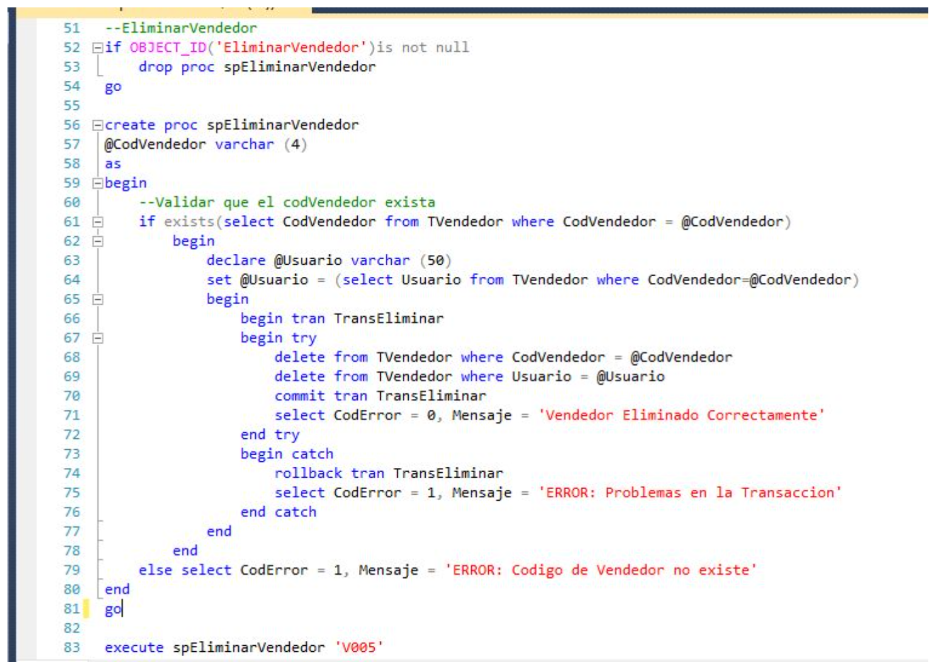 51 --EliminarVendedor
52 if OBJECT_ID('EliminarVendedor')is not null
53 drop proc spEliminarVendedor
54 go
55
56 create proc spEliminarVendedor
57 @CodVendedor varchar (4)
58 as
59 begin
60 --Validar que el codVendedor exista
61 if exists(select CodVendedor from TVendedor where CodVendedor = @CodVendedor)
62 begin
63 declare @Usuario varchar (50)
64 set @Usuario = (select Usuario from TVendedor where CodVendedor=@CodVendedor)
65 begin
66 begin tran TransEliminar
67 begin try
68 delete from TVendedor where CodVendedor = @CodVendedor
69 delete from TVendedor where Usuario = @Usuario
70 commit tran TransEliminar
71 select CodError = 0, Mensaje = 'Vendedor Eliminado Correctamente'
72 end try
73 begin catch
74 rollback tran TransEliminar
75 select CodError = 1, Mensaje = 'ERROR: Problemas en la Transaccion'
76 end catch
77 end
78 end
79 else select CodError = 1, Mensaje = 'ERROR: Codigo de Vendedor no existe'
80 end
81 go
82
83 execute spEliminarVendedor 'V005'